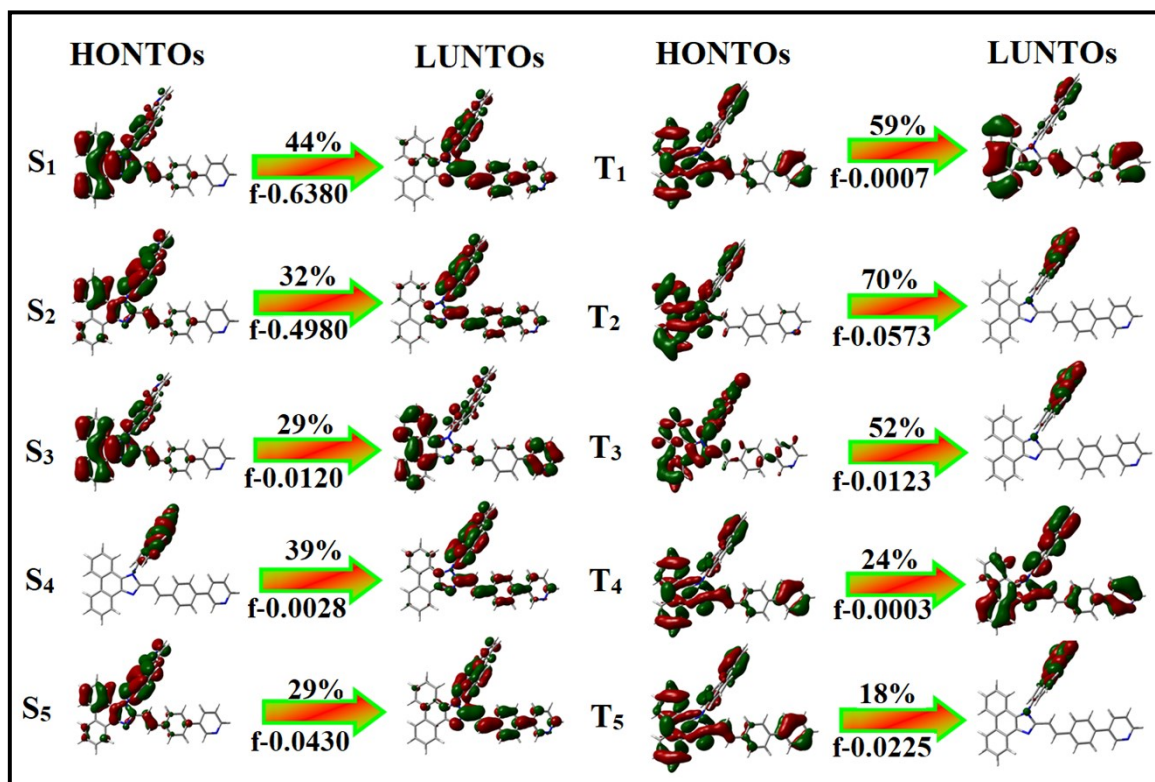 HONTOs LUNTOs HONTOs LUNTOs
S1 44% f-0.6380 T1 59% f-0.0007
S2 32% f-0.4980 T2 70% f-0.0573
S3 29% f-0.0120 T3 52% f-0.0123
S4 39% f-0.0028 T4 24% f-0.0003
S5 29% f-0.0430 T5 18% f-0.0225